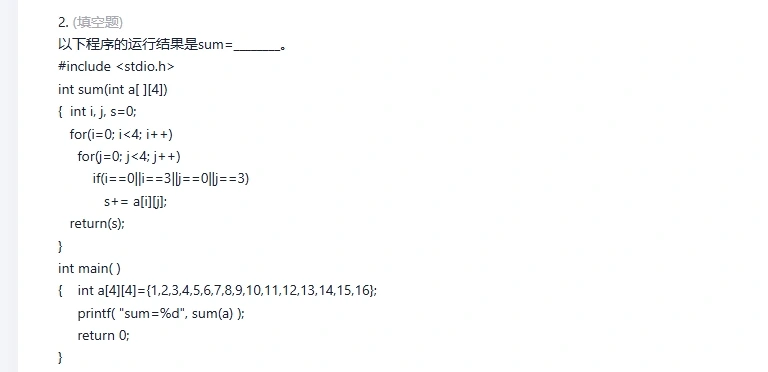 2. (填空题)
以下程序的运行结果是sum=_______。
#include <stdio.h>
int sum(int a[ ][4])
{ int i, j, s=0;
for(i=0; i<4; i++)
for(j=0; j<4; j++)
if(i==0||i==3||j==0||j==3)
s+= a[i][j];
return(s);
}
int main( )
{ int a[4][4]={1,2,3,4,5,6,7,8,9,10,11,12,13,14,15,16};
printf( "sum=%d", sum(a) );
return 0;
}